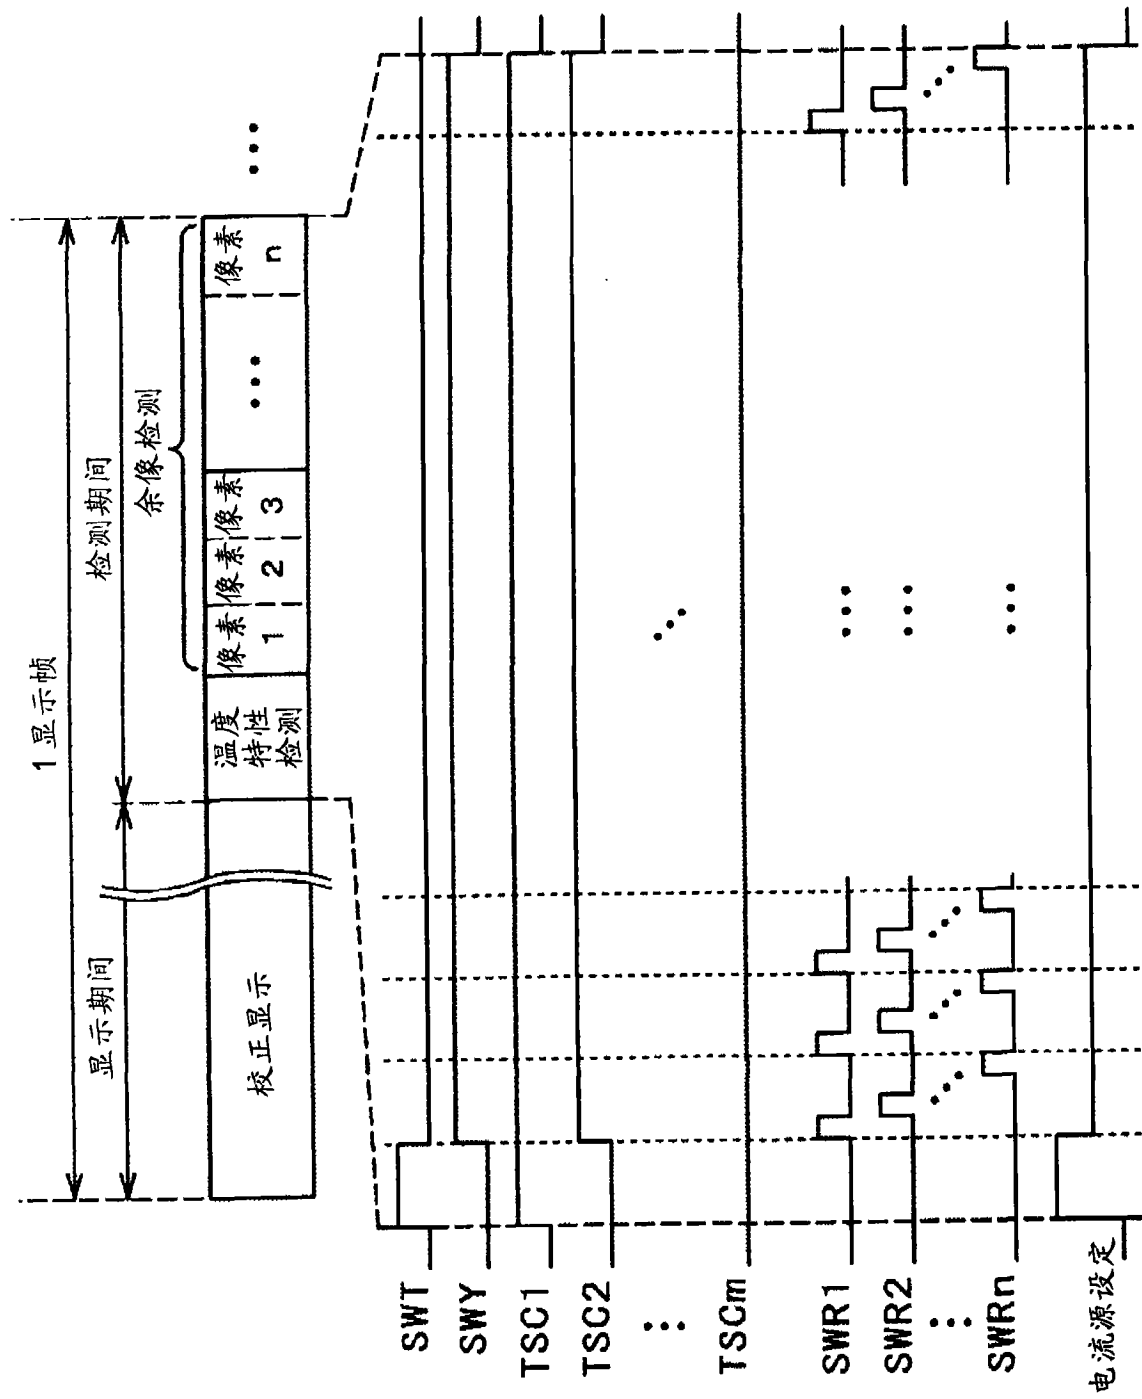 1显示帧
显示期间
检测期间
余像检测
校正显示
温度
特性
检测
像素
1
像素
2
像素
3
•••
像素
n
•••
SWT
SWY
TSC1
TSC2
TSCm
SWR1
SWR2
SWRn
电流源设定